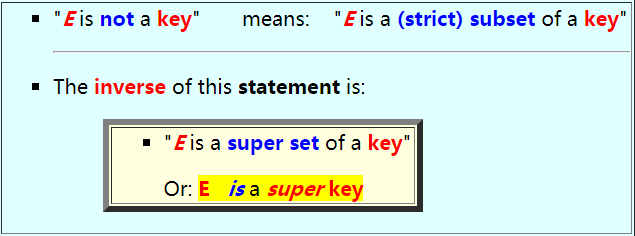 "E is not a key" means: "E is a (strict) subset of a key"
The inverse of this statement is:
"E is a super set of a key"
Or: E is a super key